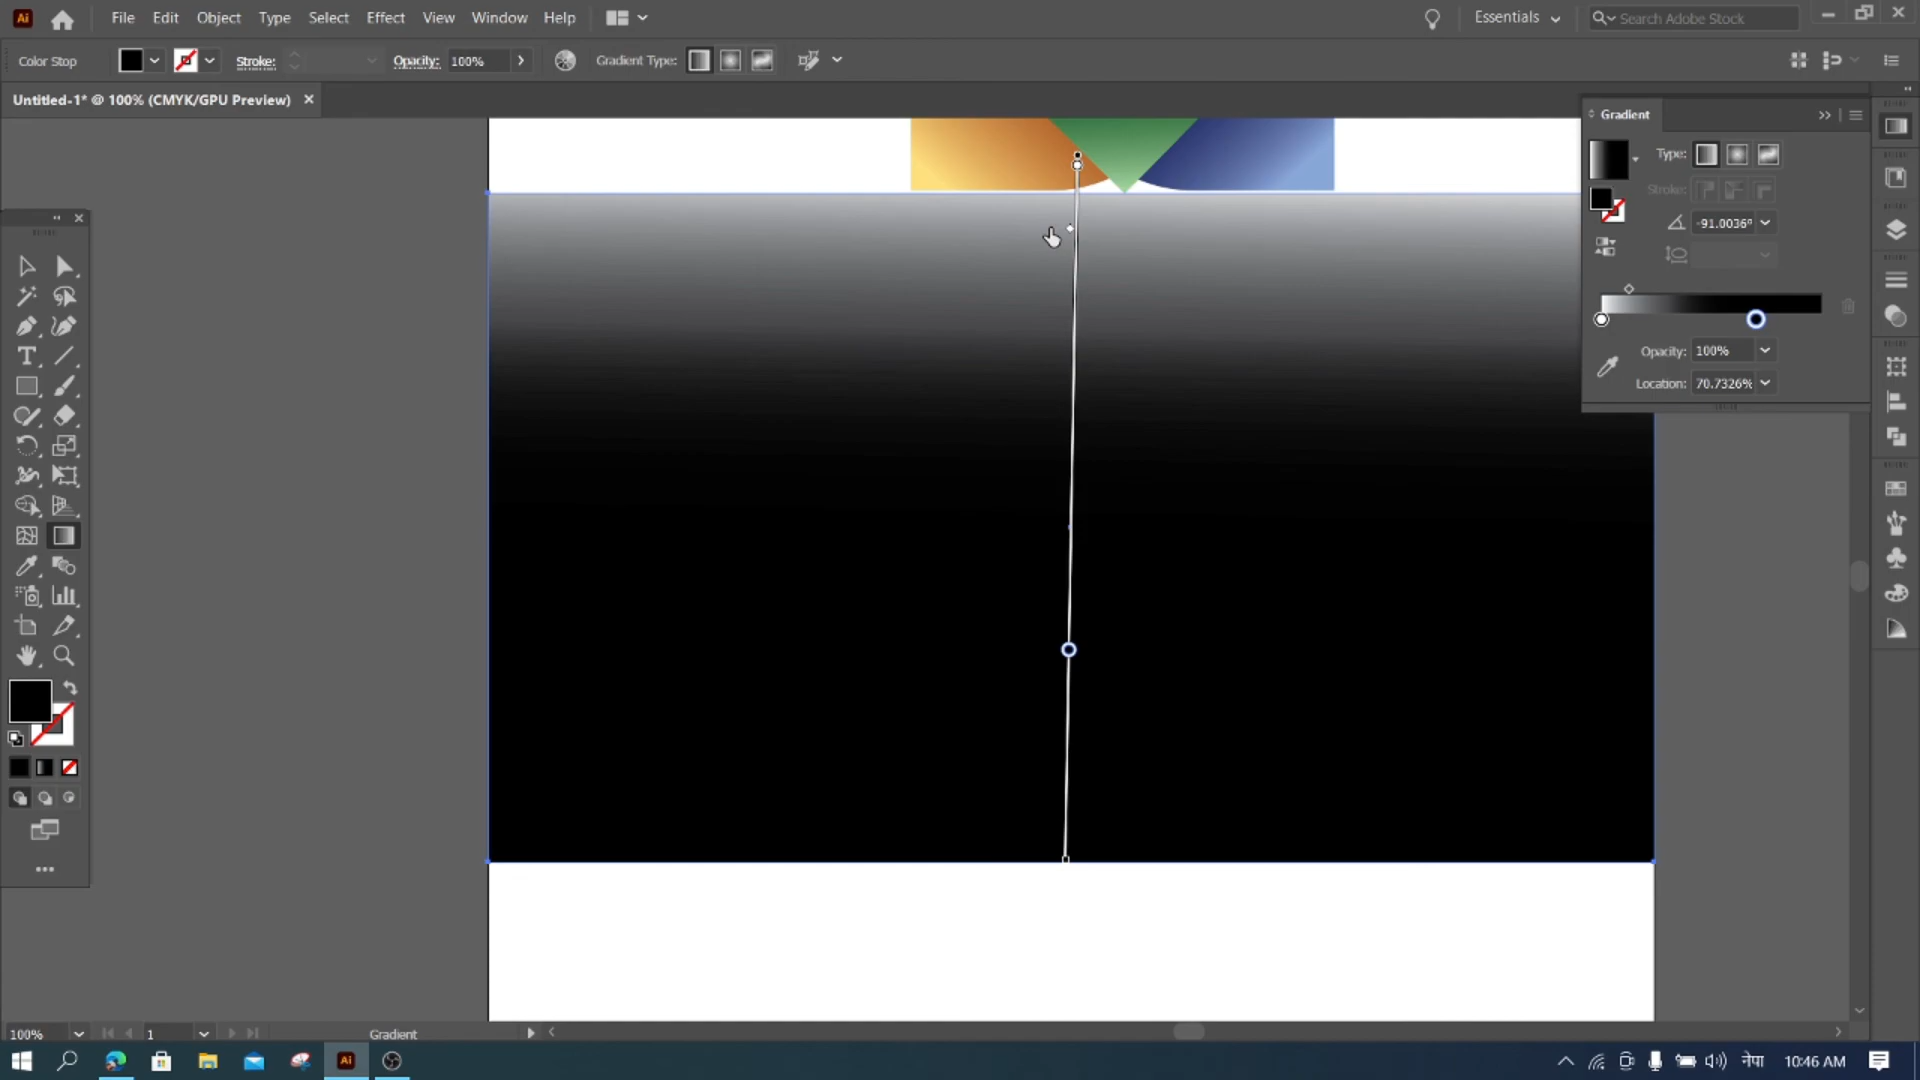 Ai File Edit Object Type Select Effect View Window Help Essentials Search Adobe Stock
Color Stop Stroke: Opacity: 100% Gradient Type:
Untitled-1* @ 100% (CMYK/GPU Preview)
Gradient
Type:
Stroke:
-91.0036°
Opacity: 100%
Location: 70.7326%
T
100% 1 Gradient
Ai नेपा 10:46 AM